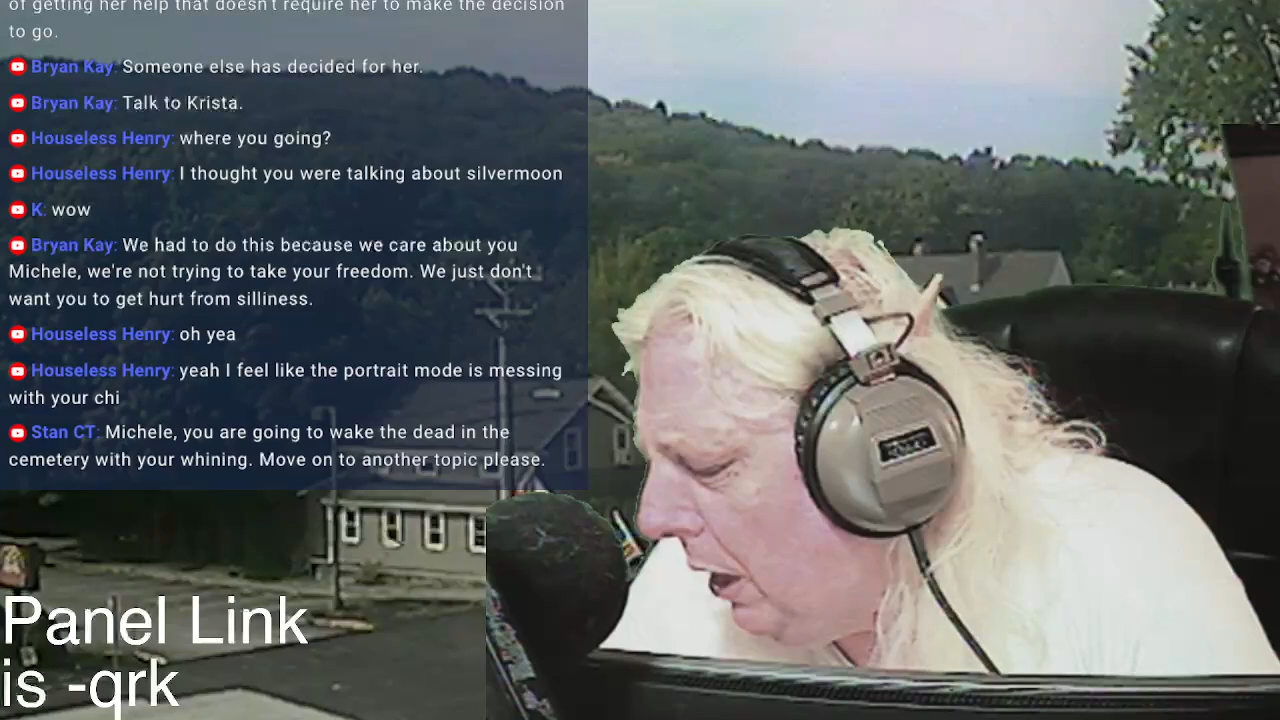 of getting her help that doesn't require her to make the decision
to go.
Bryan Kay: Someone else has decided for her.
Bryan Kay: Talk to Krista.
Houseless Henry: where you going?
Houseless Henry: I thought you were talking about silvermoon
K: wow
Bryan Kay: We had to do this because we care about you
Michele, we're not trying to take your freedom. We just don't
want you to get hurt from silliness.
Houseless Henry: oh yea
Houseless Henry: yeah I feel like the portrait mode is messing
with your chi
Stan CT: Michele, you are going to wake the dead in the
cemetery with your whining. Move on to another topic please.
Panel Link
is -qrk